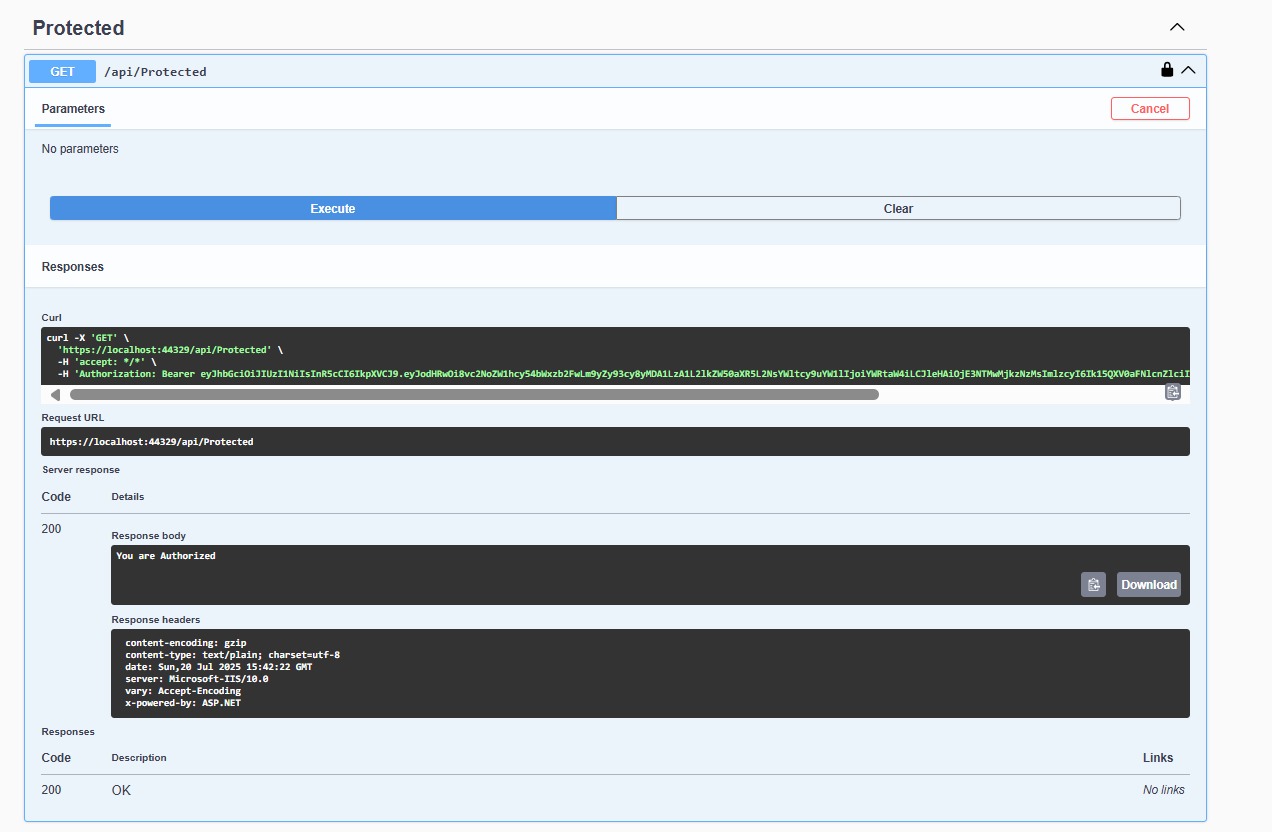 Protected
GET /api/Protected
Parameters
Cancel
No parameters
Execute
Clear
Responses
Curl
curl -X 'GET' \
'https://localhost:44329/api/Protected' \
-H 'accept: */*' \
-H 'Authorization: Bearer eyJhbGciOiJIUzI1NiIsInR5cCI6IkpXVCJ9.eyJodHRwOi8vc2NoZW1hcy54bWxzb2FwLm9yZy93cy8yMDA1LzA1L2lkZW50aXR5L2NsYWltcy9uYW1lIjoiYWRtaW4iLCJleHAiOjE3NTMwMjkzNzMsImlzcyI6Ik15QXV0aFNlcnZlciI
Request URL
https://localhost:44329/api/Protected
Server response
Code
Details
200
Response body
You are Authorized
Download
Response headers
content-encoding: gzip
content-type: text/plain; charset=utf-8
date: Sun,20 Jul 2025 15:42:22 GMT
server: Microsoft-IIS/10.0
vary: Accept-Encoding
x-powered-by: ASP.NET
Responses
Code
Description
Links
200
OK
No links